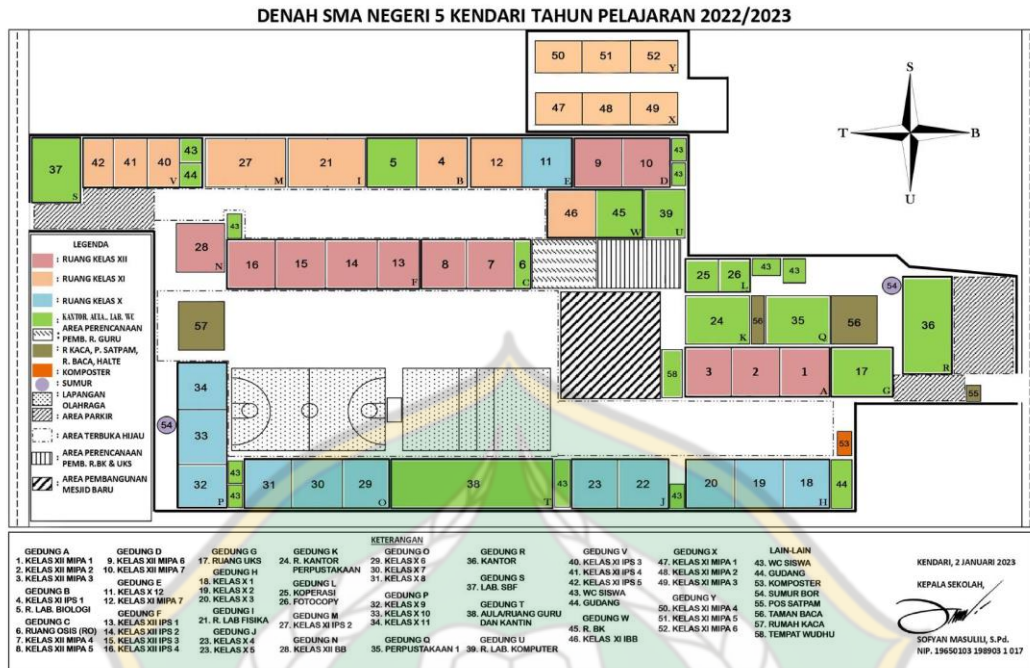 DENAH SMA NEGERI 5 KENDARI TAHUN PELAJARAN 2022/2023
50 51 52 Y
47 48 49 X
S
T B
U
37 S
42 41 40 V
43
44
27 M
21 I
5 4 B
12 11 E
9 10 D
43
43
46 45 W
39 U
28 N
43
16 15 14 13 F
8 7 6 C
25 26 L
43 43
54
36 R
24 K
56
35 Q
56
57
58
3 2 1 A
17 G
55
34
33
32 P
54
53
43
43
31 30 29 O
38 T
43
23 22 J
43
20 19 18 H
44
LEGENDA
: RUANG KELAS XII
: RUANG KELAS XI
: RUANG KELAS X
: KANTOR, AULA,, LAB, WC
: AREA PERENCANAAN
PEMB. R. GURU
: R KACA, P. SATPAM,
R. BACA, HALTE
: KOMPOSTER
: SUMUR
: LAPANGAN
OLAHRAGA
: AREA PARKIR
: AREA TERBUKA HIJAU
: AREA PERENCANAAN
PEMB. R.BK & UKS
: AREA PEMBANGUNAN
MESJID BARU
KETERANGAN
GEDUNG A
1. KELAS XII MIPA 1
2. KELAS XII MIPA 2
3. KELAS XII MIPA 3
GEDUNG B
4. KELAS XI IPS 1
5. R. LAB. BIOLOGI
GEDUNG C
6. RUANG OSIS (RO)
7. KELAS XII MIPA 4
8. KELAS XII MIPA 5
GEDUNG D
9. KELAS XII MIPA 6
10. KELAS XII MIPA 7
GEDUNG E
11. KELAS X 12
12. KELAS XI MIPA 7
GEDUNG F
13. KELAS XII IPS 1
14. KELAS XII IPS 2
15. KELAS XII IPS 3
16. KELAS XII IPS 4
GEDUNG G
17. RUANG UKS
GEDUNG H
18. KELAS X 1
19. KELAS X 2
20. KELAS X 3
GEDUNG I
21. R. LAB FISIKA
GEDUNG J
23. KELAS X 4
23. KELAS X 5
GEDUNG K
24. R. KANTOR
PERPUSTAKAAN
GEDUNG L
25. KOPERASI
26. FOTOCOPY
GEDUNG M
27. KELAS XI IPS 2
GEDUNG N
28. KELAS XII BB
GEDUNG O
29. KELAS X 6
30. KELAS X 7
31. KELAS X 8
GEDUNG P
32. KELAS X 9
33. KELAS X 10
34. KELAS X 11
GEDUNG Q
35. PERPUSTAKAAN 1
GEDUNG R
36. KANTOR
GEDUNG S
37. LAB. SBF
GEDUNG T
38. AULA/RUANG GURU
DAN KANTIN
GEDUNG U
39. R. LAB. KOMPUTER
GEDUNG V
40. KELAS XI IPS 3
41. KELAS XI IPS 4
42. KELAS XI IPS 5
43. WC SISWA
44. GUDANG
GEDUNG W
45. R. BK
46. KELAS XI IBB
GEDUNG X
47. KELAS XI MIPA 1
48. KELAS XI MIPA 2
49. KELAS XI MIPA 3
GEDUNG Y
50. KELAS XI MIPA 4
51. KELAS XI MIPA 5
52. KELAS XI MIPA 6
LAIN-LAIN
43. WC SISWA
44. GUDANG
53. KOMPOSTER
54. SUMUR BOR
55. POS SATPAM
56. TAMAN BACA
57. RUMAH KACA
58. TEMPAT WUDHU
KENDARI, 2 JANUARI 2023
KEPALA SEKOLAH,
SOFYAN MASULILI, S.Pd.
NIP. 19650103 198903 1 017